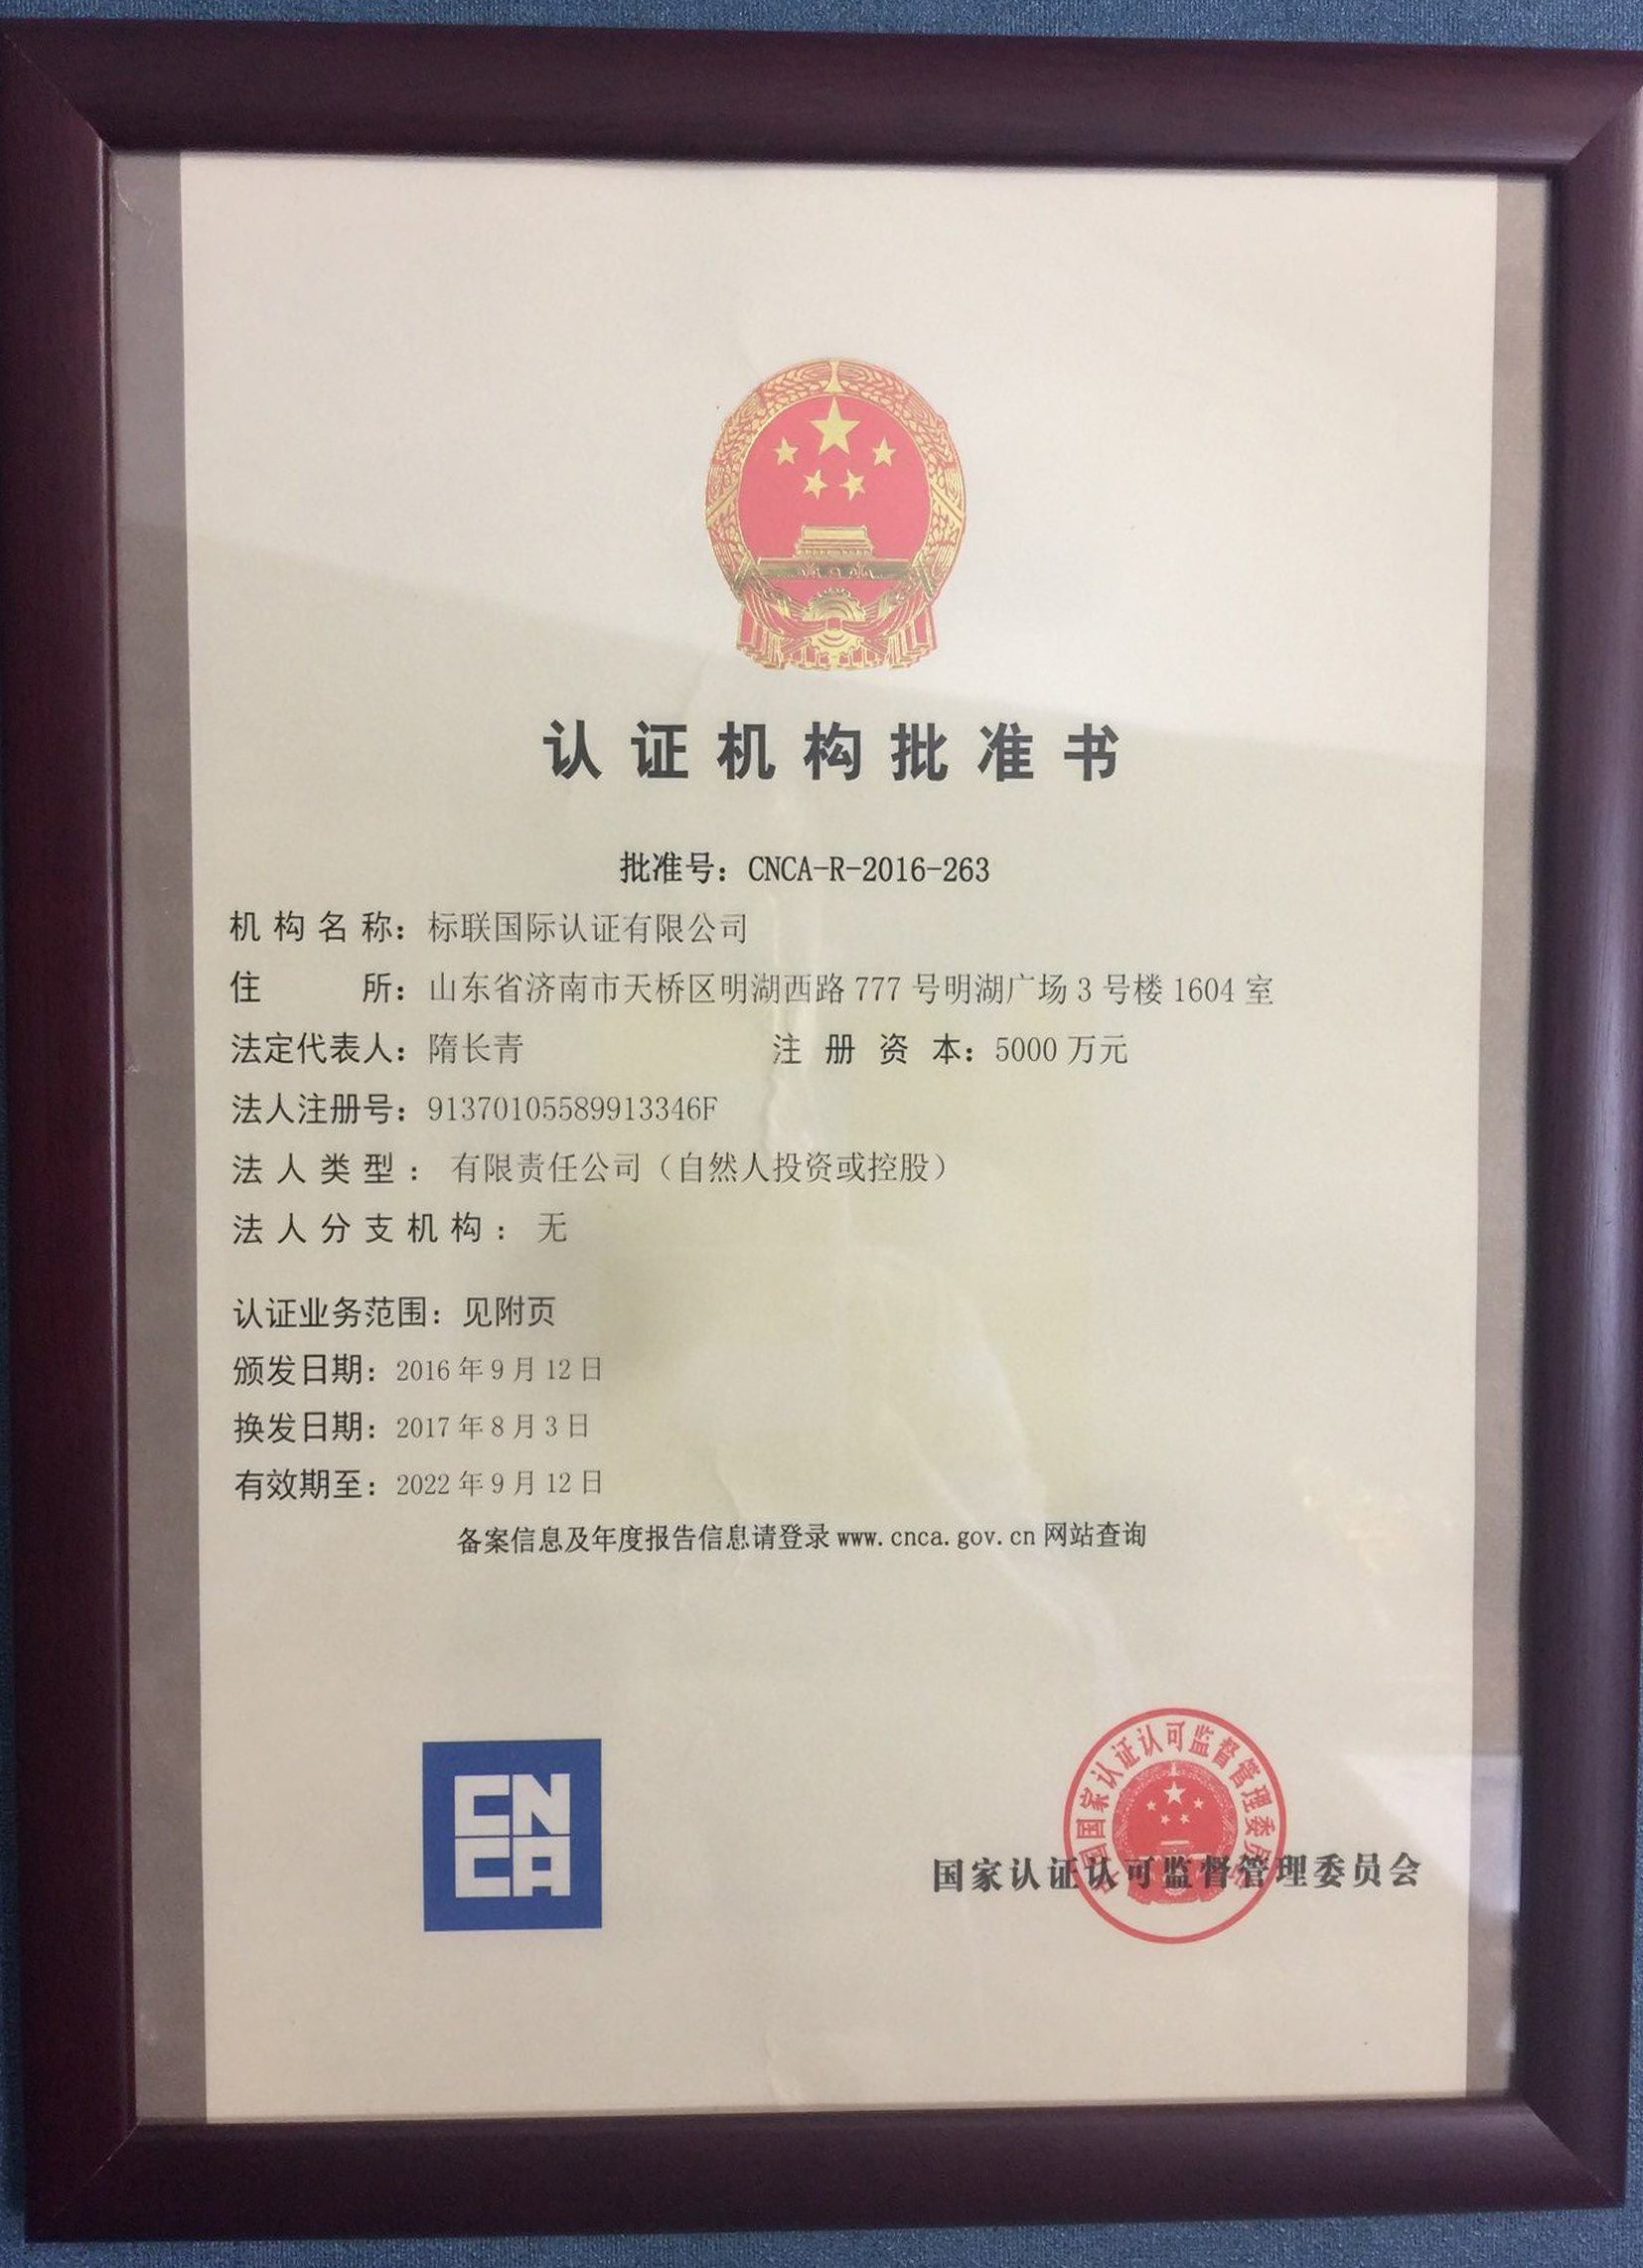 认证机构批准书
批准号：CNCA-R-2016-263
机构名称：标联国际认证有限公司
住所：山东省济南市天桥区明湖西路777号明湖广场3号楼1604室
法定代表人：隋长青 注册资本：5000万元
法人注册号：91370105589913346F
法人类型：有限责任公司（自然人投资或控股）
法人分支机构：无
认证业务范围：见附页
颁发日期：2016年9月12日
换发日期：2017年8月3日
有效期至：2022年9月12日
备案信息及年度报告信息请登录www.cnca.gov.cn网站查询
CN
CA
中国国家认证认可监督管理委员会
国家认证认可监督管理委员会